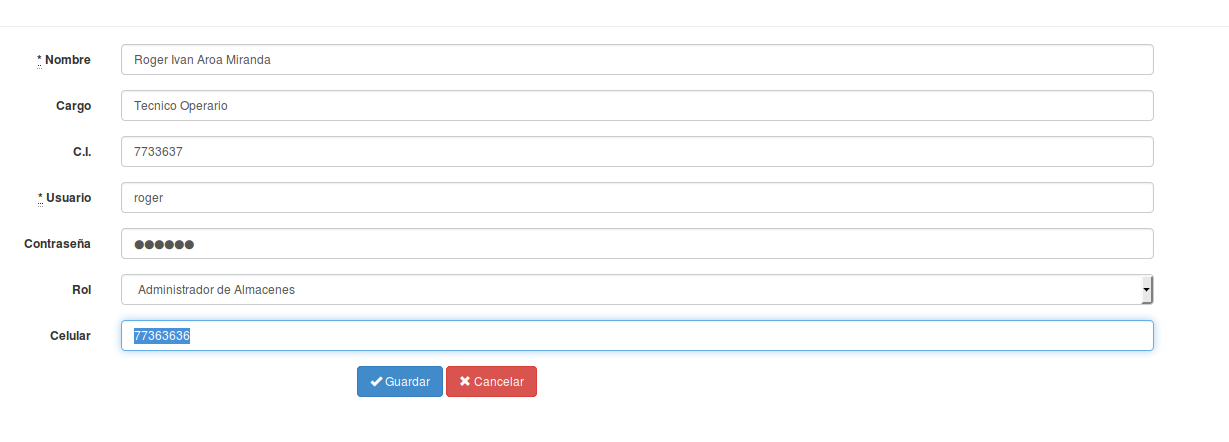 * Nombre Roger Ivan Aroa Miranda
Cargo Tecnico Operario
C.I. 7733637
* Usuario roger
Contraseña ●●●●●●
Rol Administrador de Almacenes
Celular 77363636
Guardar Cancelar